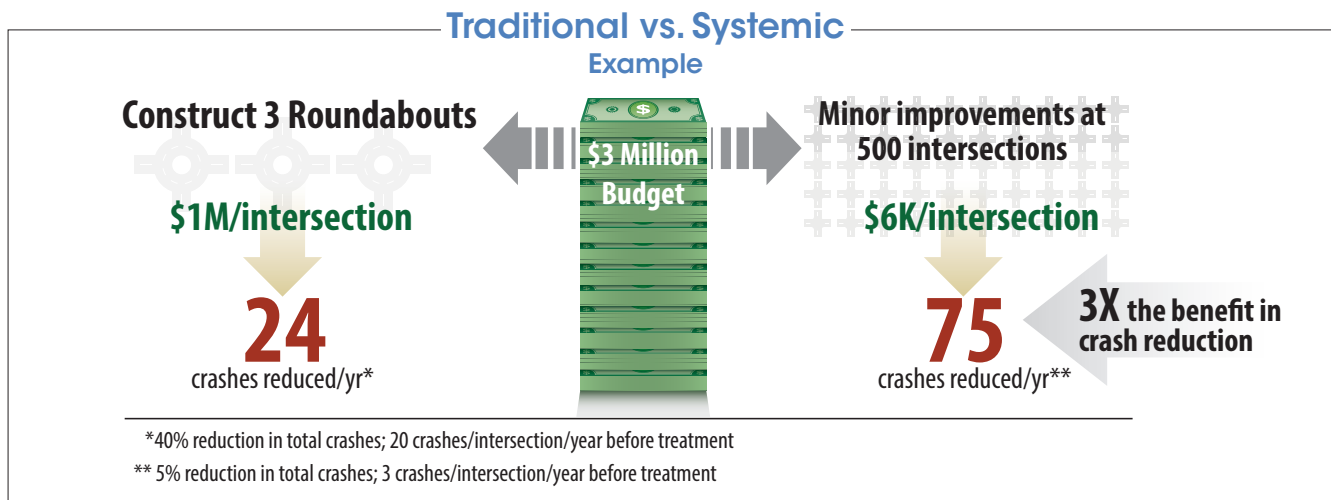 Traditional vs. Systemic
Example
Construct 3 Roundabouts
$1M/intersection
24
crashes reduced/yr*
$
$3 Million
Budget
Minor improvements at
500 intersections
$6K/intersection
75
crashes reduced/yr**
3X the benefit in
crash reduction
*40% reduction in total crashes; 20 crashes/intersection/year before treatment
** 5% reduction in total crashes; 3 crashes/intersection/year before treatment